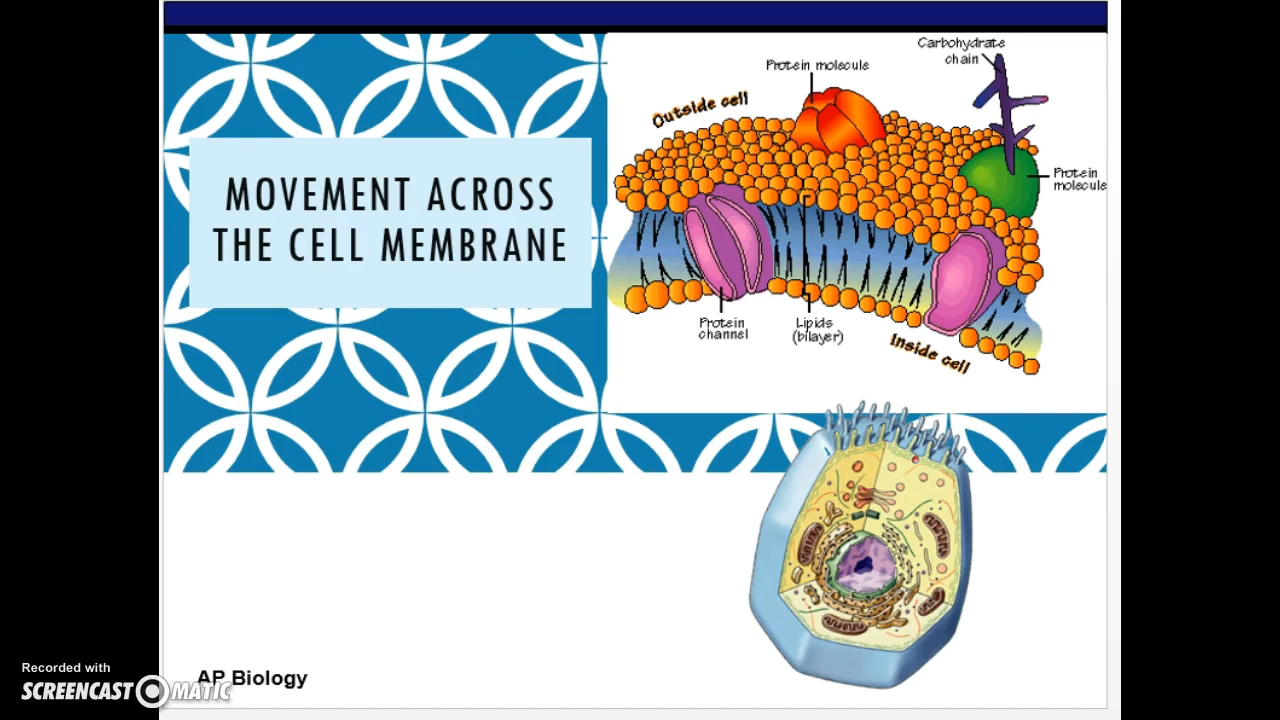 MOVEMENT ACROSS
THE CELL MEMBRANE
Outside cell
Protein molecule
Carbohydrate
chain
Protein
molecule
Protein
channel
Lipids
(bilayer)
Inside cell
AP Biology
Recorded with
SCREENCAST-O-MATIC